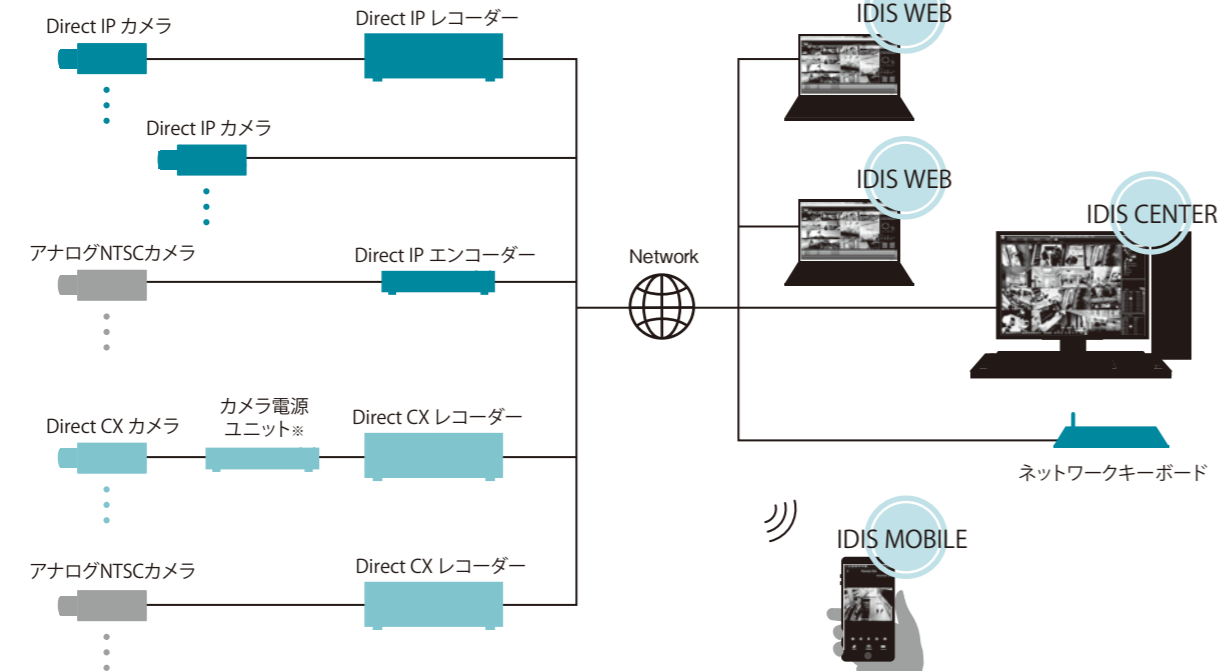 Direct IP カメラ
Direct IP レコーダー
IDIS WEB
Direct IP カメラ
IDIS WEB
IDIS CENTER
アナログNTSCカメラ
Direct IP エンコーダー
Network
カメラ電源
ユニット※
Direct CX カメラ
Direct CX レコーダー
ネットワークキーボード
IDIS MOBILE
アナログNTSCカメラ
Direct CX レコーダー